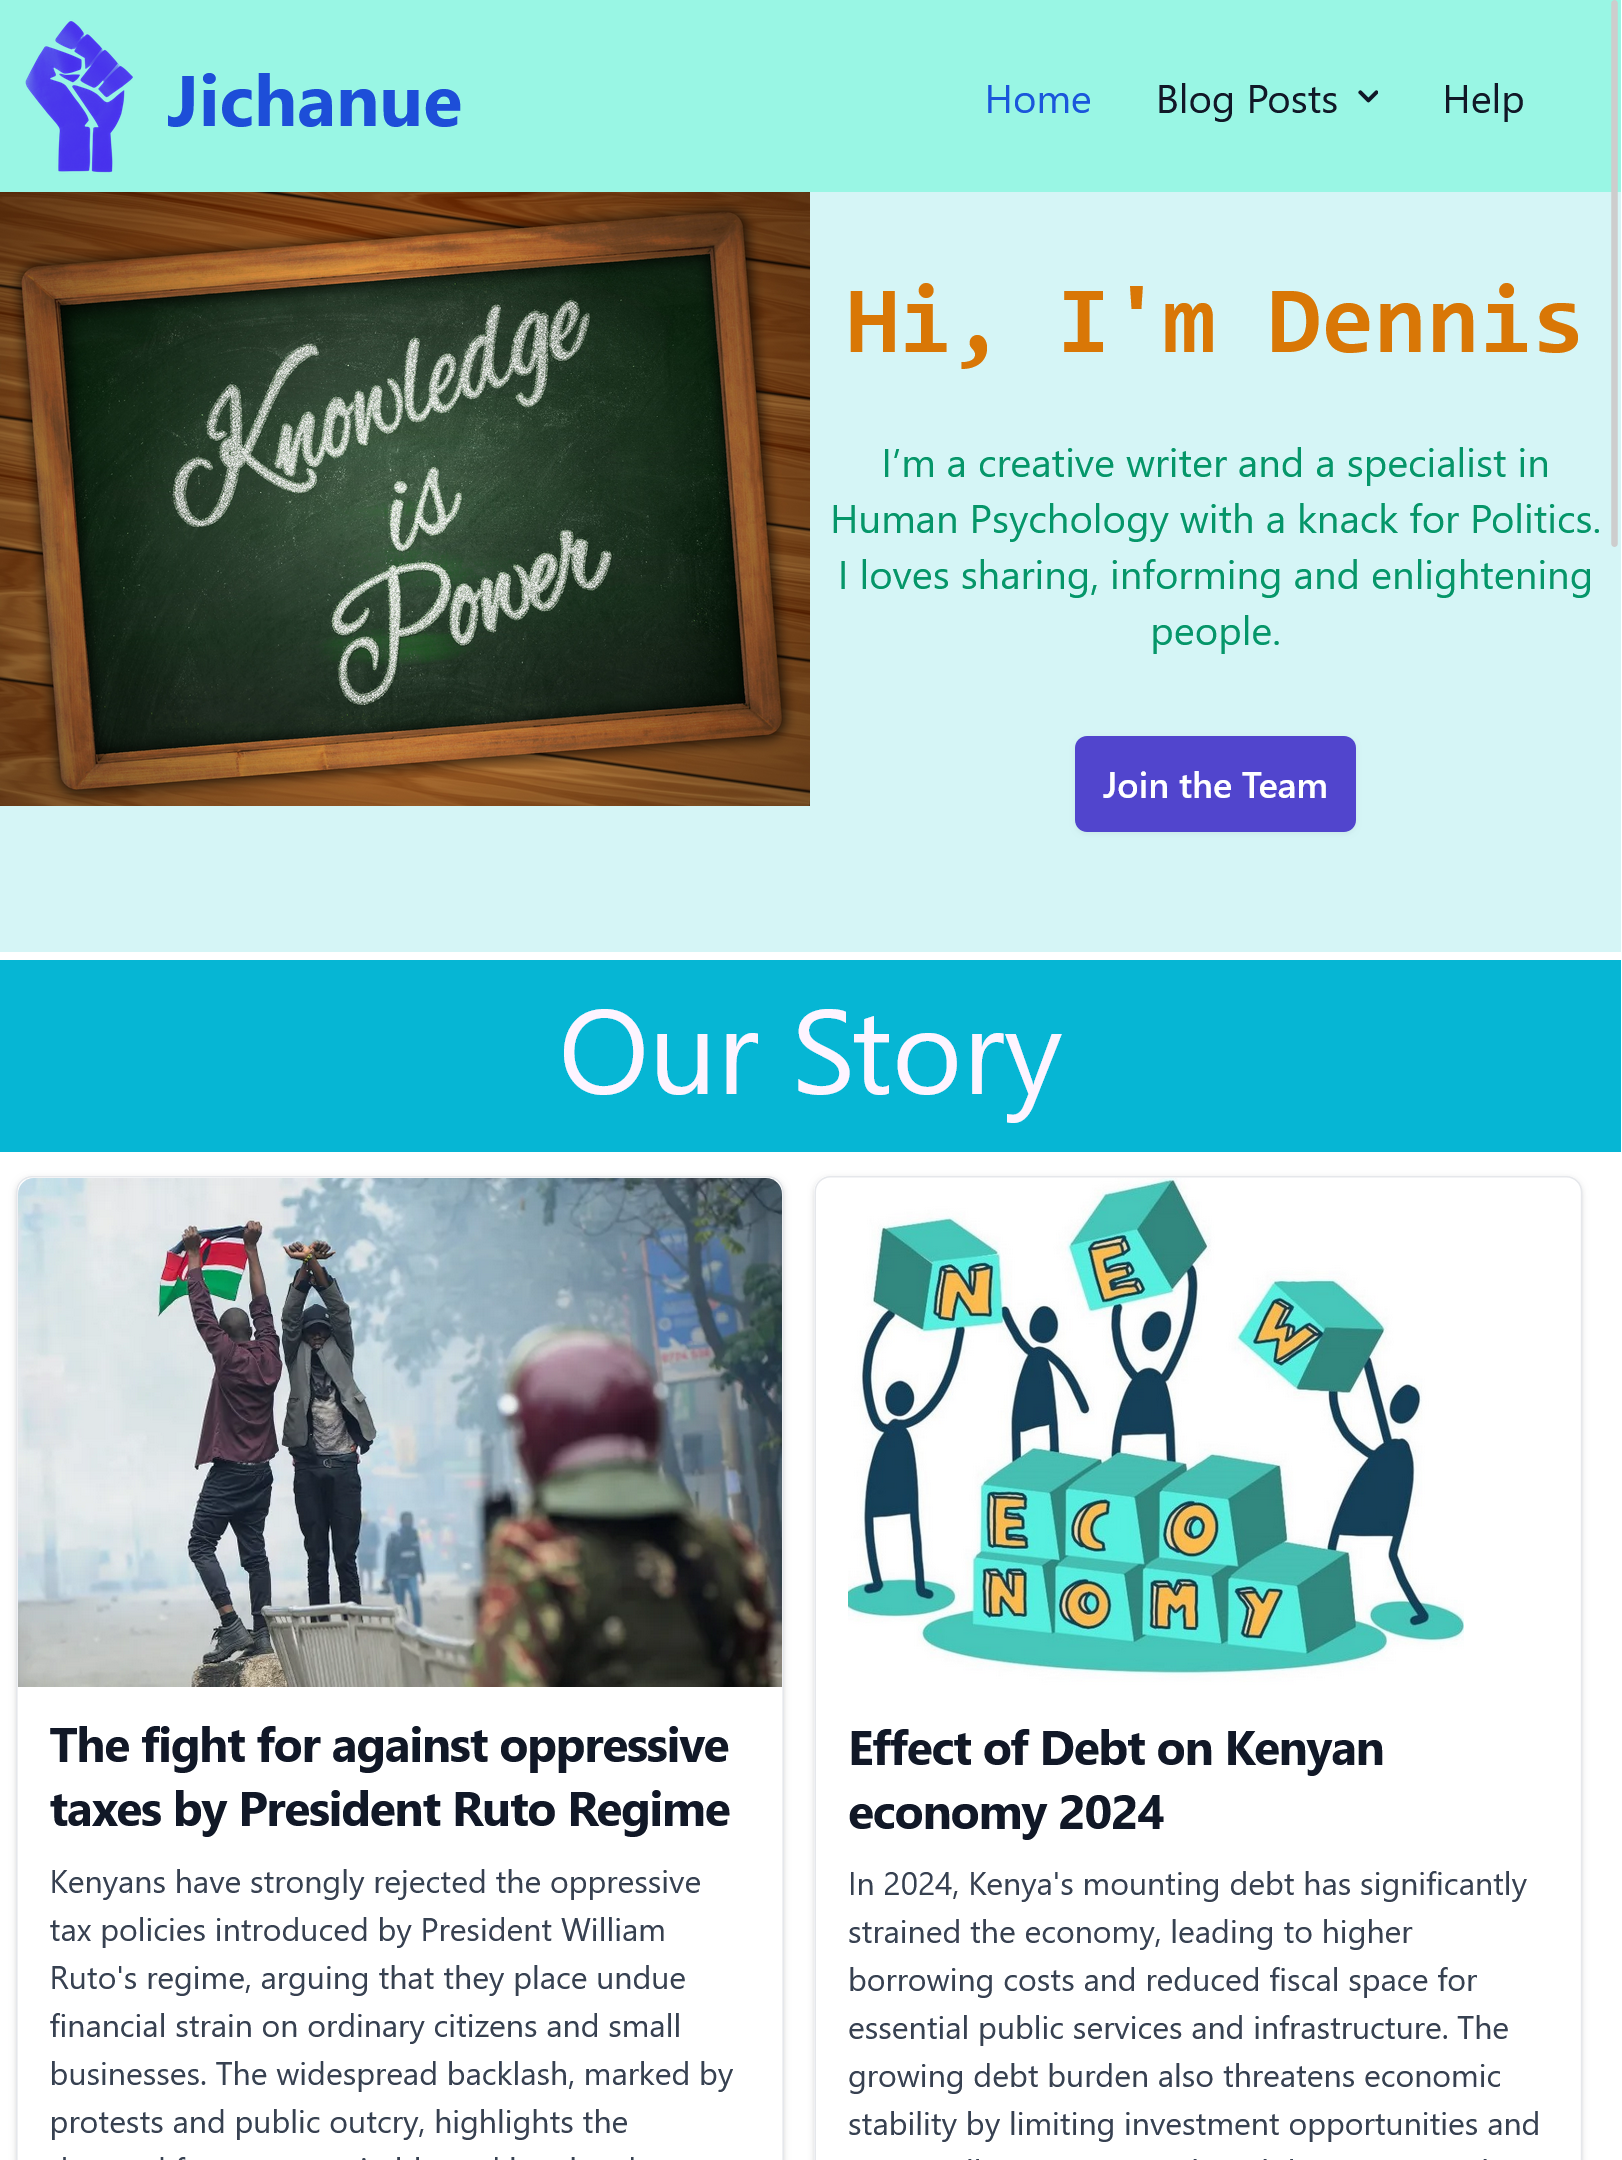 Jichanue
Home
Blog Posts
Help
Knowledge
is
Power
Hi, I'm Dennis
I’m a creative writer and a specialist in
Human Psychology with a knack for Politics.
I loves sharing, informing and enlightening
people.
Join the Team
Our Story
N
E
W
E C O
N O M Y
The fight for against oppressive
taxes by President Ruto Regime
Kenyans have strongly rejected the oppressive
tax policies introduced by President William
Ruto's regime, arguing that they place undue
financial strain on ordinary citizens and small
businesses. The widespread backlash, marked by
protests and public outcry, highlights the
Effect of Debt on Kenyan
economy 2024
In 2024, Kenya's mounting debt has significantly
strained the economy, leading to higher
borrowing costs and reduced fiscal space for
essential public services and infrastructure. The
growing debt burden also threatens economic
stability by limiting investment opportunities and